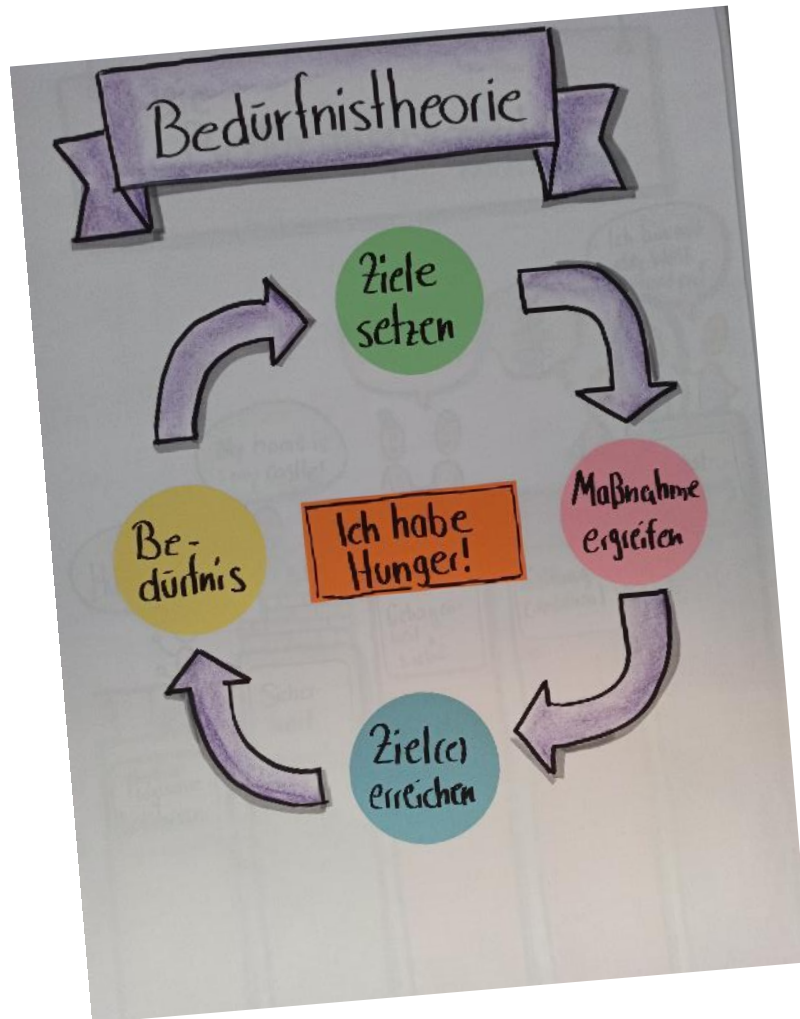 Bedürfnistheorie
Ziele
setzen
Maßnahme
ergreifen
Ich habe
Hunger!
Be-
dürfnis
Ziel(e)
erreichen